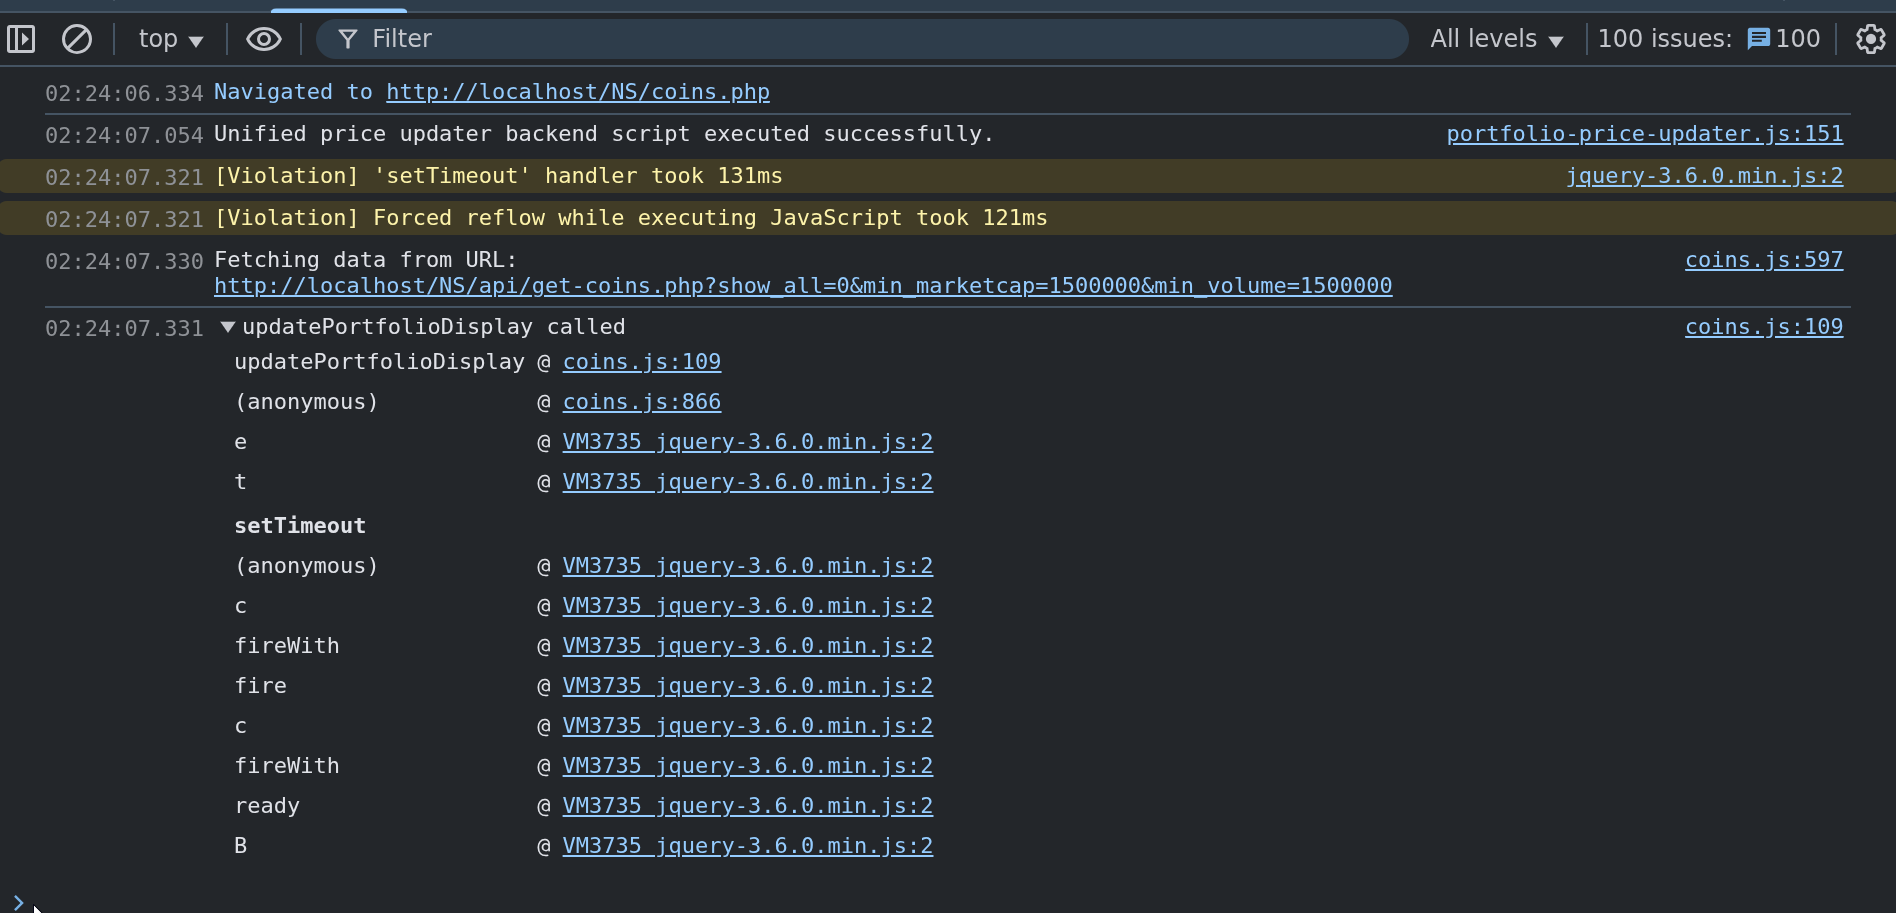 top ▼ Filter All levels ▼ 100 issues: 100
02:24:06.334 Navigated to http://localhost/NS/coins.php
02:24:07.054 Unified price updater backend script executed successfully. portfolio-price-updater.js:151
02:24:07.321 [Violation] 'setTimeout' handler took 131ms jquery-3.6.0.min.js:2
02:24:07.321 [Violation] Forced reflow while executing JavaScript took 121ms
02:24:07.330 Fetching data from URL: coins.js:597
http://localhost/NS/api/get-coins.php?show_all=0&min_marketcap=1500000&min_volume=1500000
02:24:07.331 ▼ updatePortfolioDisplay called coins.js:109
updatePortfolioDisplay @ coins.js:109
(anonymous) @ coins.js:866
e @ VM3735 jquery-3.6.0.min.js:2
t @ VM3735 jquery-3.6.0.min.js:2
setTimeout
(anonymous) @ VM3735 jquery-3.6.0.min.js:2
c @ VM3735 jquery-3.6.0.min.js:2
fireWith @ VM3735 jquery-3.6.0.min.js:2
fire @ VM3735 jquery-3.6.0.min.js:2
c @ VM3735 jquery-3.6.0.min.js:2
fireWith @ VM3735 jquery-3.6.0.min.js:2
ready @ VM3735 jquery-3.6.0.min.js:2
B @ VM3735 jquery-3.6.0.min.js:2